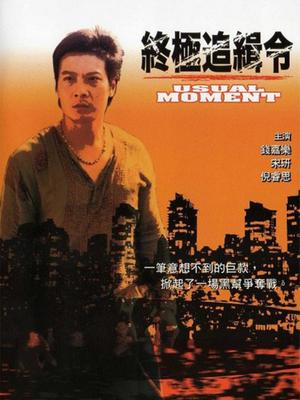 終極追緝令
USUAL
MOMENT
主演
錢嘉樂
宋玬
倪睿思
一筆意想不到的巨款
掀起了一場黑幫爭奪戰。